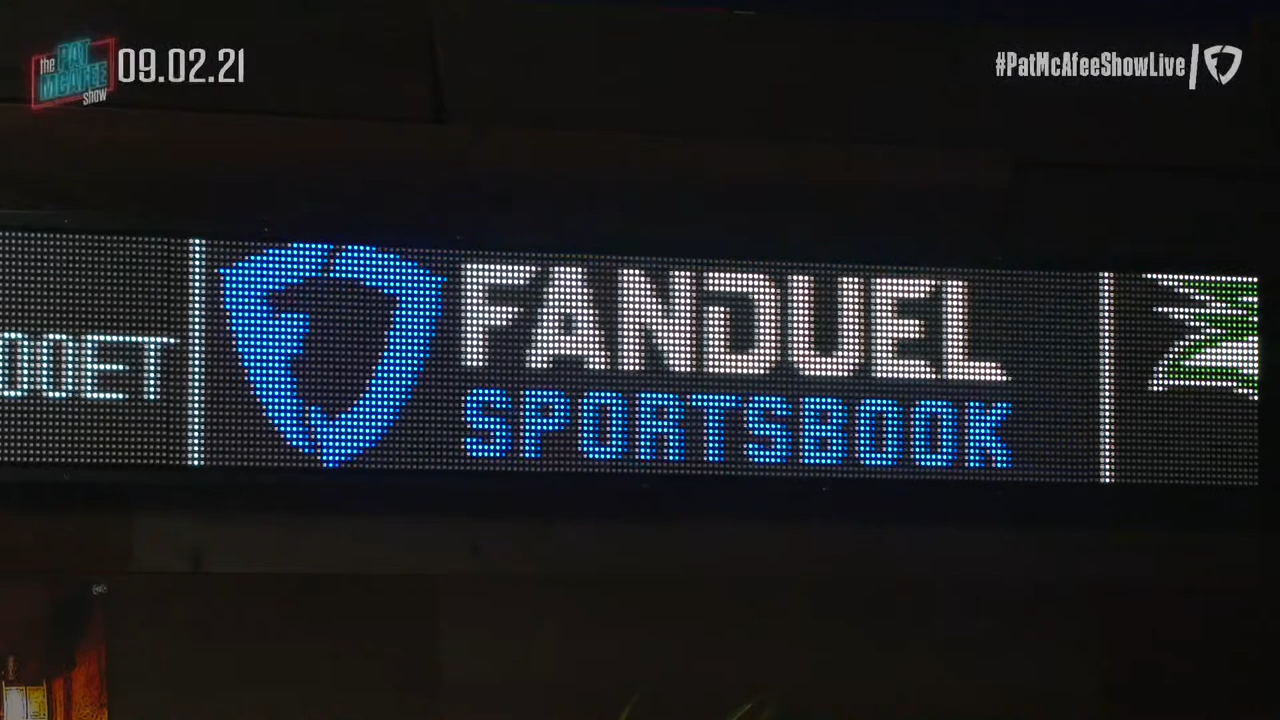 the PAT MCAFEE show
09.02.21
#PatMcAfeeShowLive
FANDUEL
SPORTSBOOK